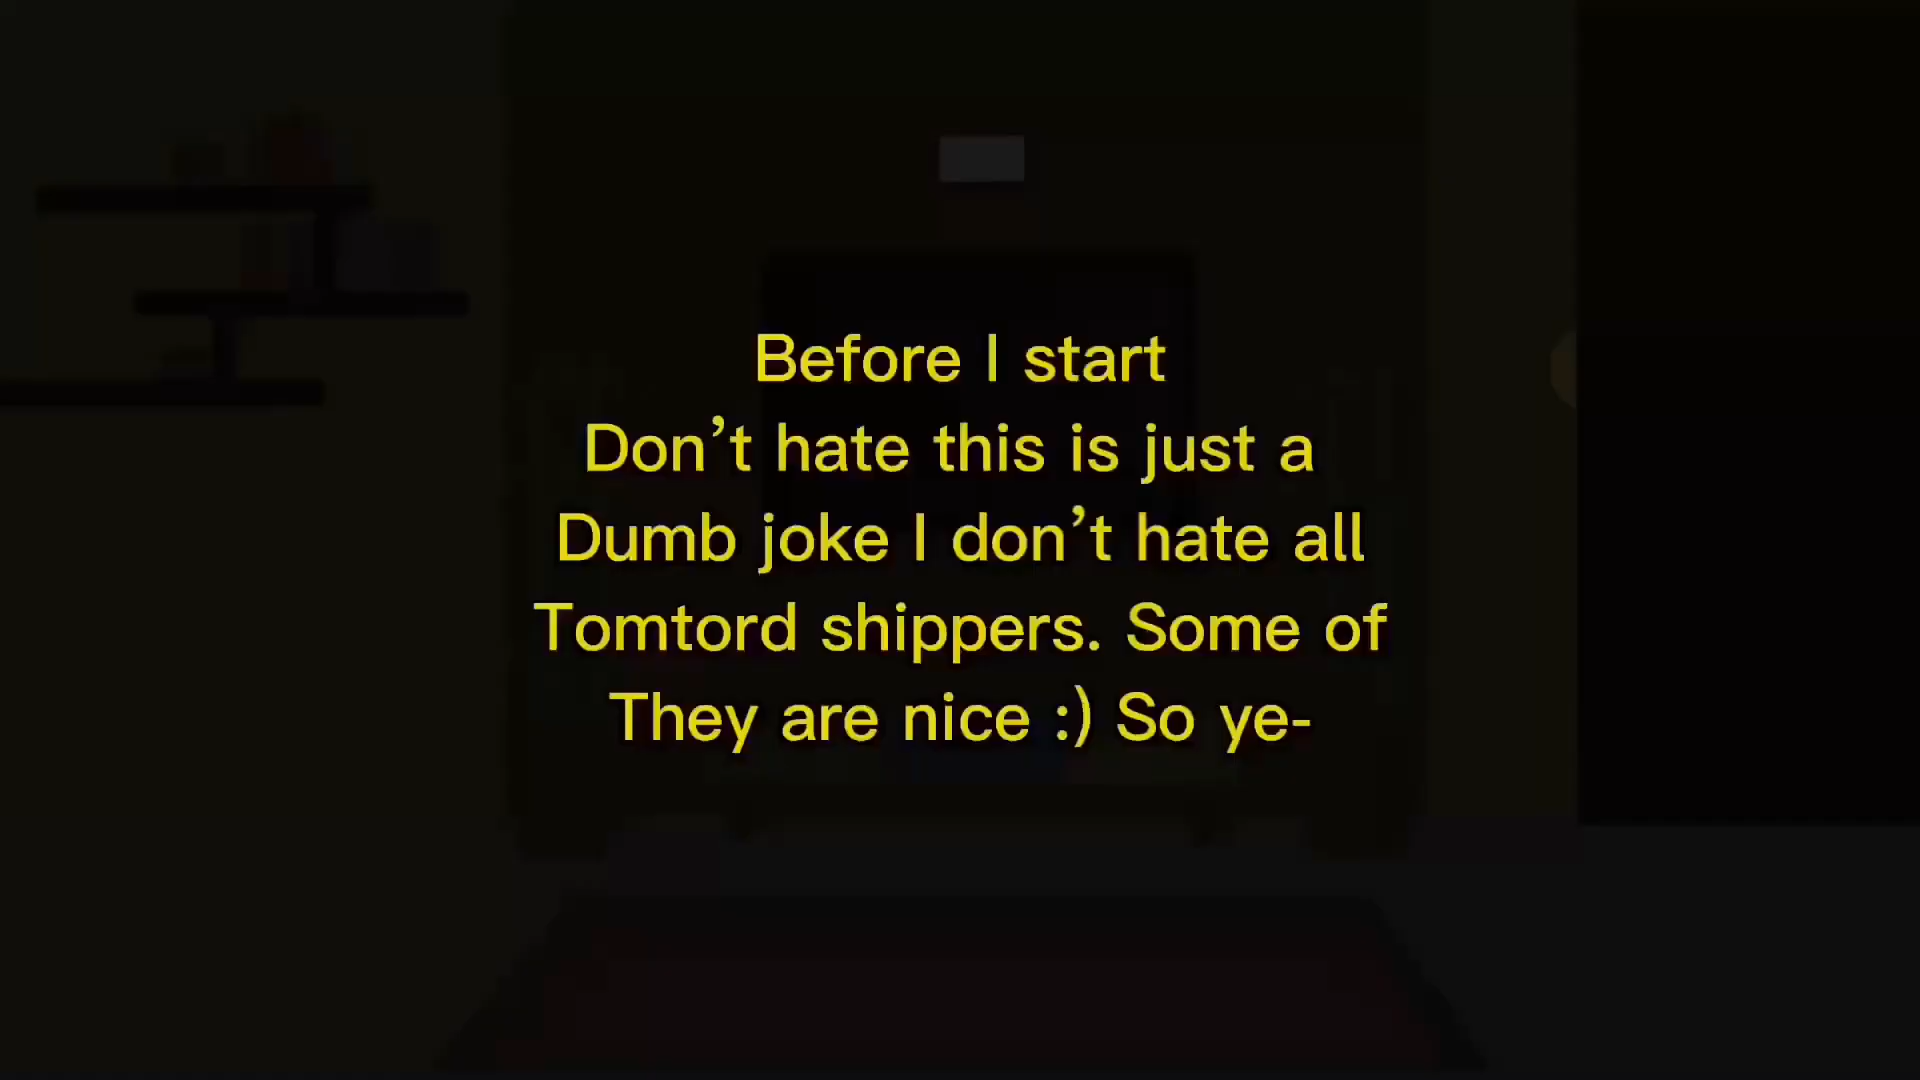 Before I start
Don’t hate this is just a
Dumb joke I don’t hate all
Tomtord shippers. Some of
They are nice :) So ye-